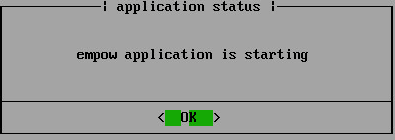 application status
empow application is starting
< OK >